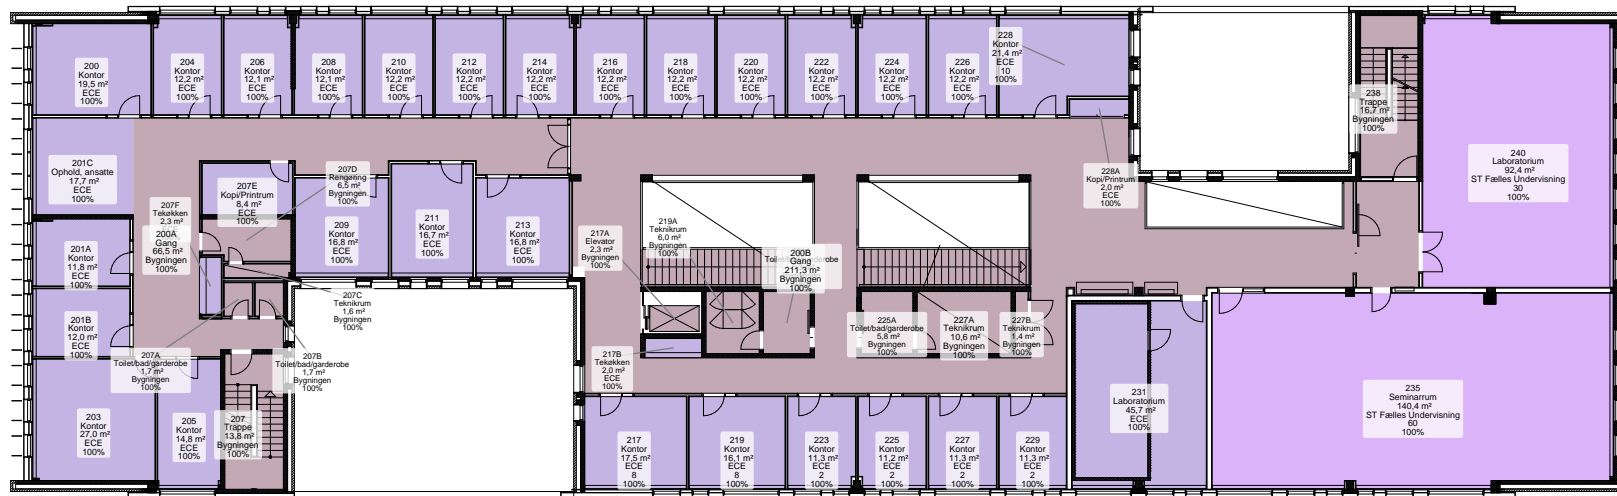 200
Kontor
19,5 m²
ECE
100%
204
Kontor
12,2 m²
ECE
100%
206
Kontor
12,1 m²
ECE
100%
208
Kontor
12,1 m²
ECE
100%
210
Kontor
12,2 m²
ECE
100%
212
Kontor
12,2 m²
ECE
100%
214
Kontor
12,2 m²
ECE
100%
216
Kontor
12,2 m²
ECE
100%
218
Kontor
12,2 m²
ECE
100%
220
Kontor
12,2 m²
ECE
100%
222
Kontor
12,2 m²
ECE
100%
224
Kontor
12,2 m²
ECE
100%
226
Kontor
12,2 m²
ECE
100%
228
Kontor
21,4 m²
ECE
10
100%
238
Trappe
16,7 m²
Bygningen
100%
240
Laboratorium
92,4 m²
ST Fælles Undervisning
30
100%
201C
Ophold, ansatte
17,7 m²
ECE
100%
207E
Kopi/Printrum
8,4 m²
ECE
100%
207D
Rengøring
6,5 m²
Bygningen
100%
228A
Kopi/Printrum
2,0 m²
ECE
100%
207F
Tekøkken
2,3 m²
200A
Gang
66,5 m²
Bygningen
100%
209
Kontor
16,8 m²
ECE
100%
211
Kontor
16,7 m²
ECE
100%
213
Kontor
16,8 m²
ECE
100%
217A
Elevator
2,3 m²
Bygningen
100%
219A
Teknikrum
6,0 m²
Bygningen
100%
200B
Gang
211,3 m²
Bygningen
100%
201A
Kontor
11,8 m²
ECE
100%
201B
Kontor
12,0 m²
ECE
100%
207C
Teknikrum
1,6 m²
Bygningen
100%
207A
Toilet/bad/garderobe
1,7 m²
Bygningen
100%
207B
Toilet/bad/garderobe
1,7 m²
Bygningen
100%
217B
Tekøkken
2,0 m²
ECE
100%
225A
Toilet/bad/garderobe
5,8 m²
Bygningen
100%
227A
Teknikrum
10,6 m²
Bygningen
100%
227B
Teknikrum
1,4 m²
Bygningen
100%
203
Kontor
27,0 m²
ECE
100%
205
Kontor
14,8 m²
ECE
100%
207
Trappe
13,8 m²
Bygningen
100%
217
Kontor
17,5 m²
ECE
8
100%
219
Kontor
16,1 m²
ECE
8
100%
223
Kontor
11,3 m²
ECE
2
100%
225
Kontor
11,2 m²
ECE
2
100%
227
Kontor
11,3 m²
ECE
2
100%
229
Kontor
11,3 m²
ECE
2
100%
231
Laboratorium
45,7 m²
ECE
100%
235
Seminarrum
140,4 m²
ST Fælles Undervisning
60
100%